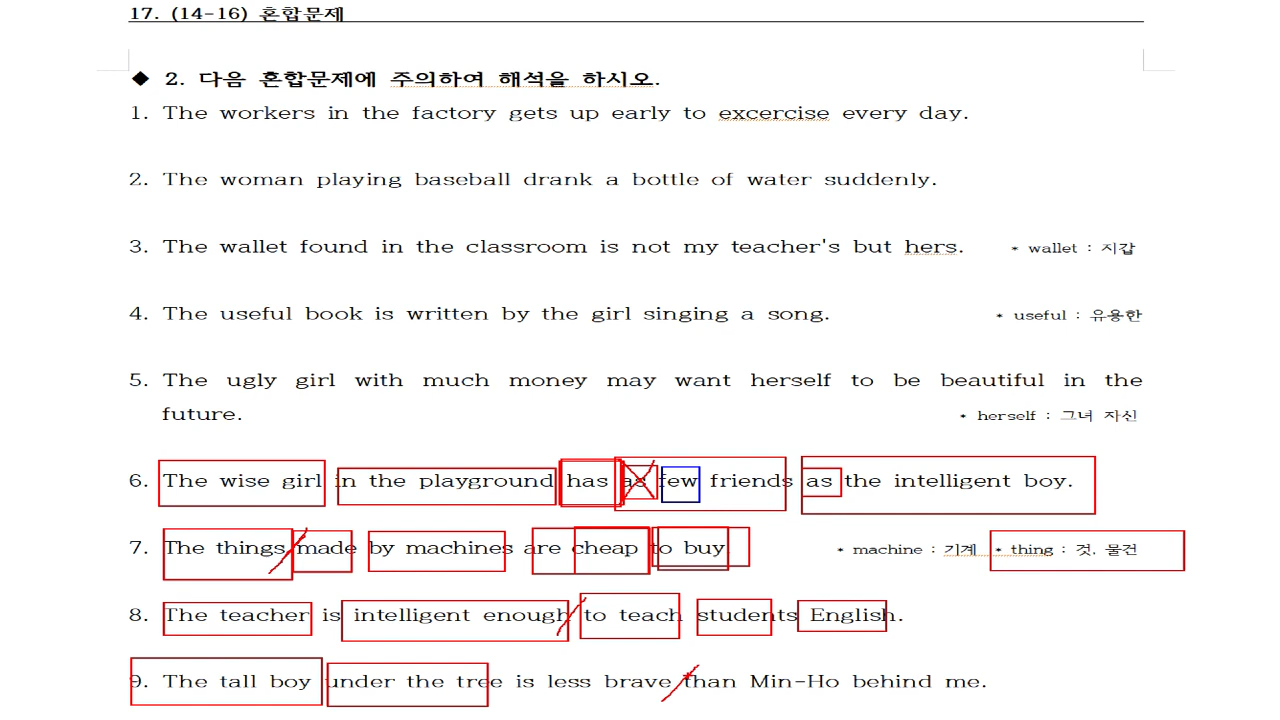 17. (14-16) 혼합문제
◆ 2. 다음 혼합문제에 주의하여 해석을 하시오.
1. The workers in the factory gets up early to excercise every day.
2. The woman playing baseball drank a bottle of water suddenly.
3. The wallet found in the classroom is not my teacher's but hers. * wallet : 지갑
4. The useful book is written by the girl singing a song. * useful : 유용한
5. The ugly girl with much money may want herself to be beautiful in the
future. * herself : 그녀 자신
6. The wise girl in the playground has as few friends as the intelligent boy.
7. The things made by machines are cheap to buy. * machine : 기계 * thing : 것, 물건
8. The teacher is intelligent enough to teach students English.
9. The tall boy under the tree is less brave than Min-Ho behind me.